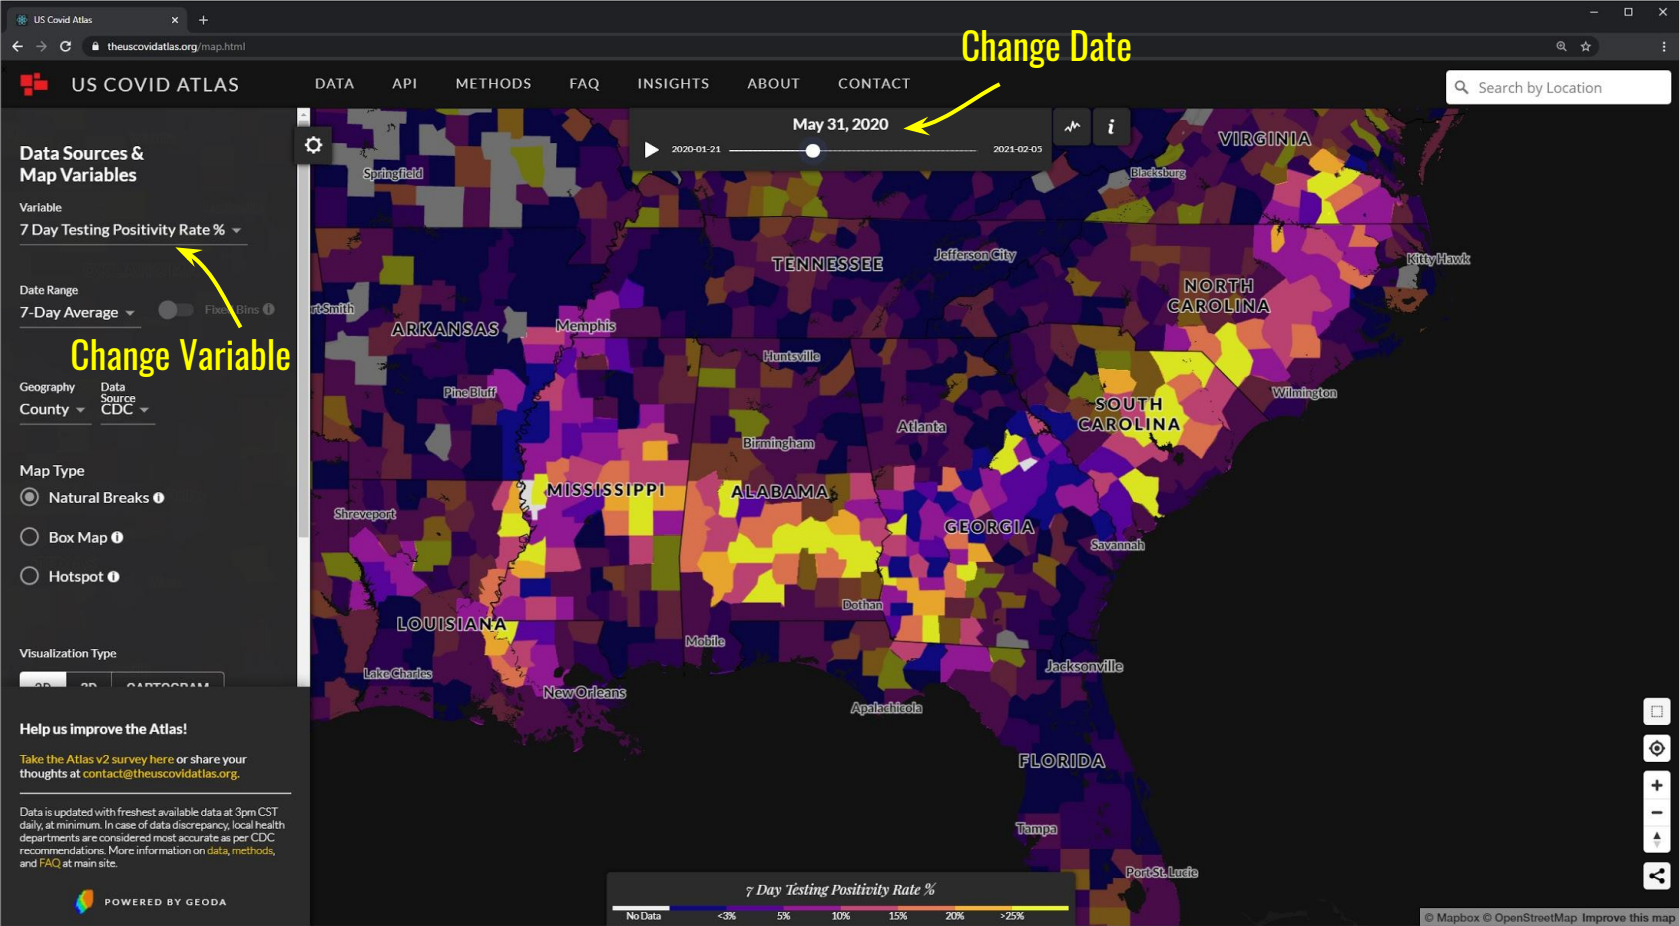 US Covid Atlas
theuscovidatlas.org/map.html
Change Date
US COVID ATLAS
DATA
API
METHODS
FAQ
INSIGHTS
ABOUT
CONTACT
Search by Location
May 31, 2020
2020-01-21
2021-02-05
Data Sources &
Map Variables
Variable
7 Day Testing Positivity Rate %
Date Range
7-Day Average
Change Variable
Geography
County
Data
Source
CDC
Map Type
Natural Breaks
Box Map
Hotspot
Visualization Type
2D
3D
CARTOGRAM
Help us improve the Atlas!
Take the Atlas v2 survey here or share your
thoughts at contact@theuscovidatlas.org.
Data is updated with freshest available data at 3pm CST
daily, at minimum. In case of data discrepancy, local health
departments are considered most accurate as per CDC
recommendations. More information on data, methods,
and FAQ at main site.
POWERED BY GEODA
VIRGINIA
Springfield
Blacksburg
TENNESSEE
Jefferson City
Kitty Hawk
NORTH
CAROLINA
ARKANSAS
Memphis
Huntsville
Pine Bluff
Wilmington
SOUTH
CAROLINA
Atlanta
Birmingham
MISSISSIPPI
ALABAMA
Shreveport
GEORGIA
Savannah
Dothan
LOUISIANA
Mobile
Lake Charles
Jacksonville
New Orleans
Apalachicola
FLORIDA
Tampa
Port St. Lucie
7 Day Testing Positivity Rate %
No Data
<3%
5%
10%
15%
20%
>25%
© Mapbox © OpenStreetMap Improve this map